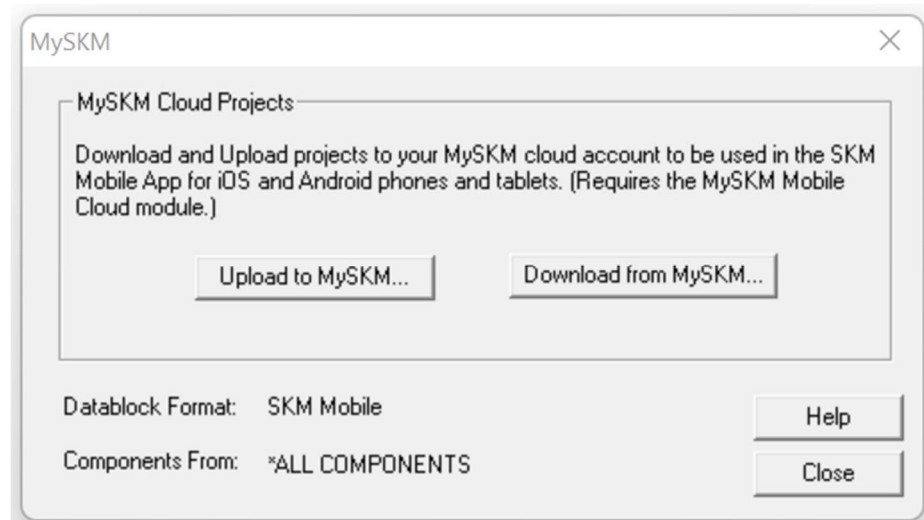 MySKM
MySKM Cloud Projects
Download and Upload projects to your MySKM cloud account to be used in the SKM
Mobile App for iOS and Android phones and tablets. (Requires the MySKM Mobile
Cloud module.)
Upload to MySKM...
Download from MySKM...
Datablock Format: SKM Mobile
Help
Components From: *ALL COMPONENTS
Close